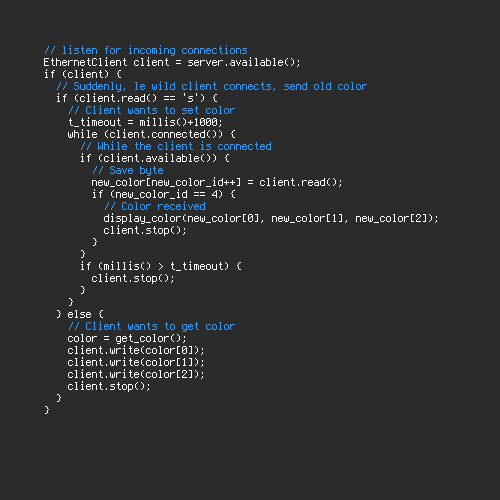 // listen for incoming connections
EthernetClient client = server.available();
if (client) {
// Suddenly, le wild client connects, send old color
if (client.read() == 's') {
// Client wants to set color
t_timeout = millis()+1000;
while (client.connected()) {
// While the client is connected
if (client.available()) {
// Save byte
new_color[new_color_id++] = client.read();
if (new_color_id == 4) {
// Color received
display_color(new_color[0], new_color[1], new_color[2]);
client.stop();
}
}
if (millis() > t_timeout) {
client.stop();
}
}
} else {
// Client wants to get color
color = get_color();
client.write(color[0]);
client.write(color[1]);
client.write(color[2]);
client.stop();
}
}